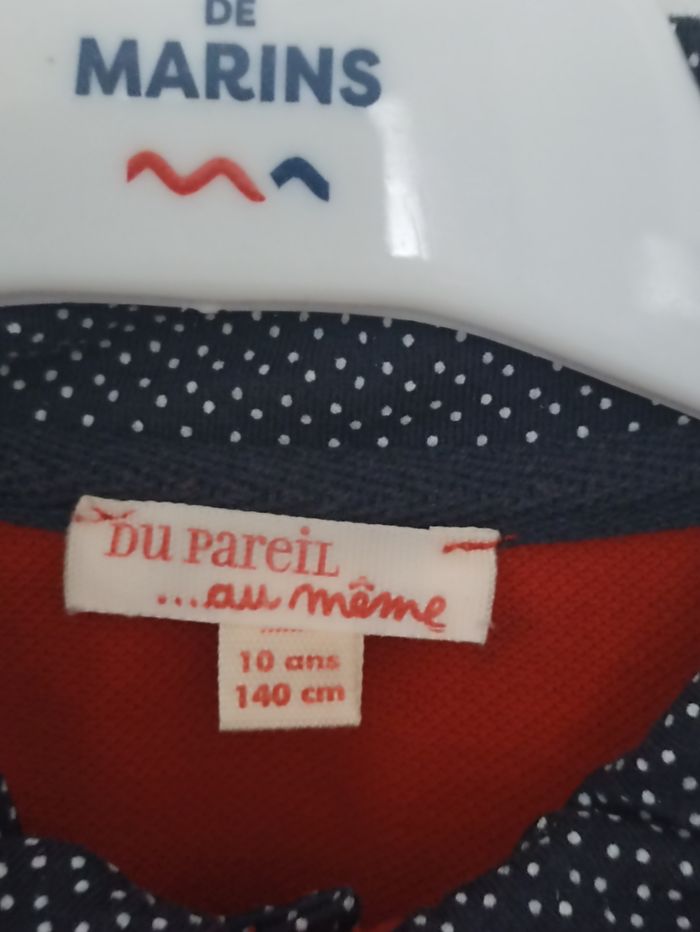 DE
MARINS
DU PAREIL
...au même
10 ans
140 cm